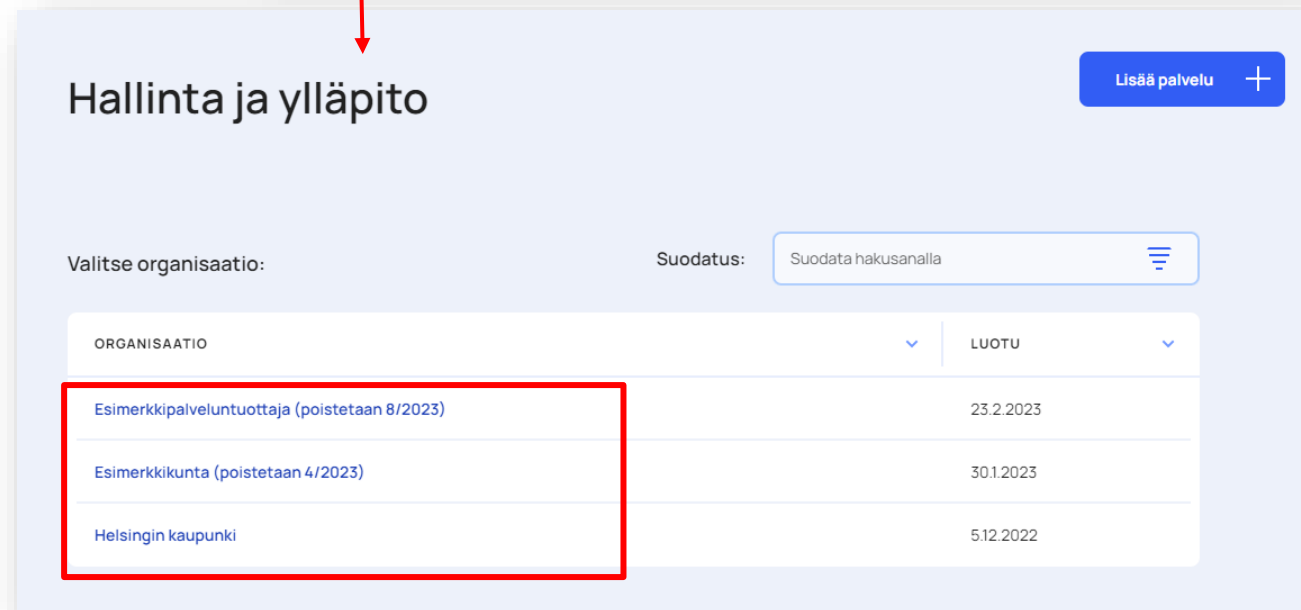 Hallinta ja ylläpito
Lisää palvelu
Valitse organisaatio:
Suodatus:
Suodata hakusanalla
ORGANISAATIO
LUOTU
Esimerkkipalveluntuottaja (poistetaan 8/2023)
23.2.2023
Esimerkkikunta (poistetaan 4/2023)
30.1.2023
Helsingin kaupunki
5.12.2022